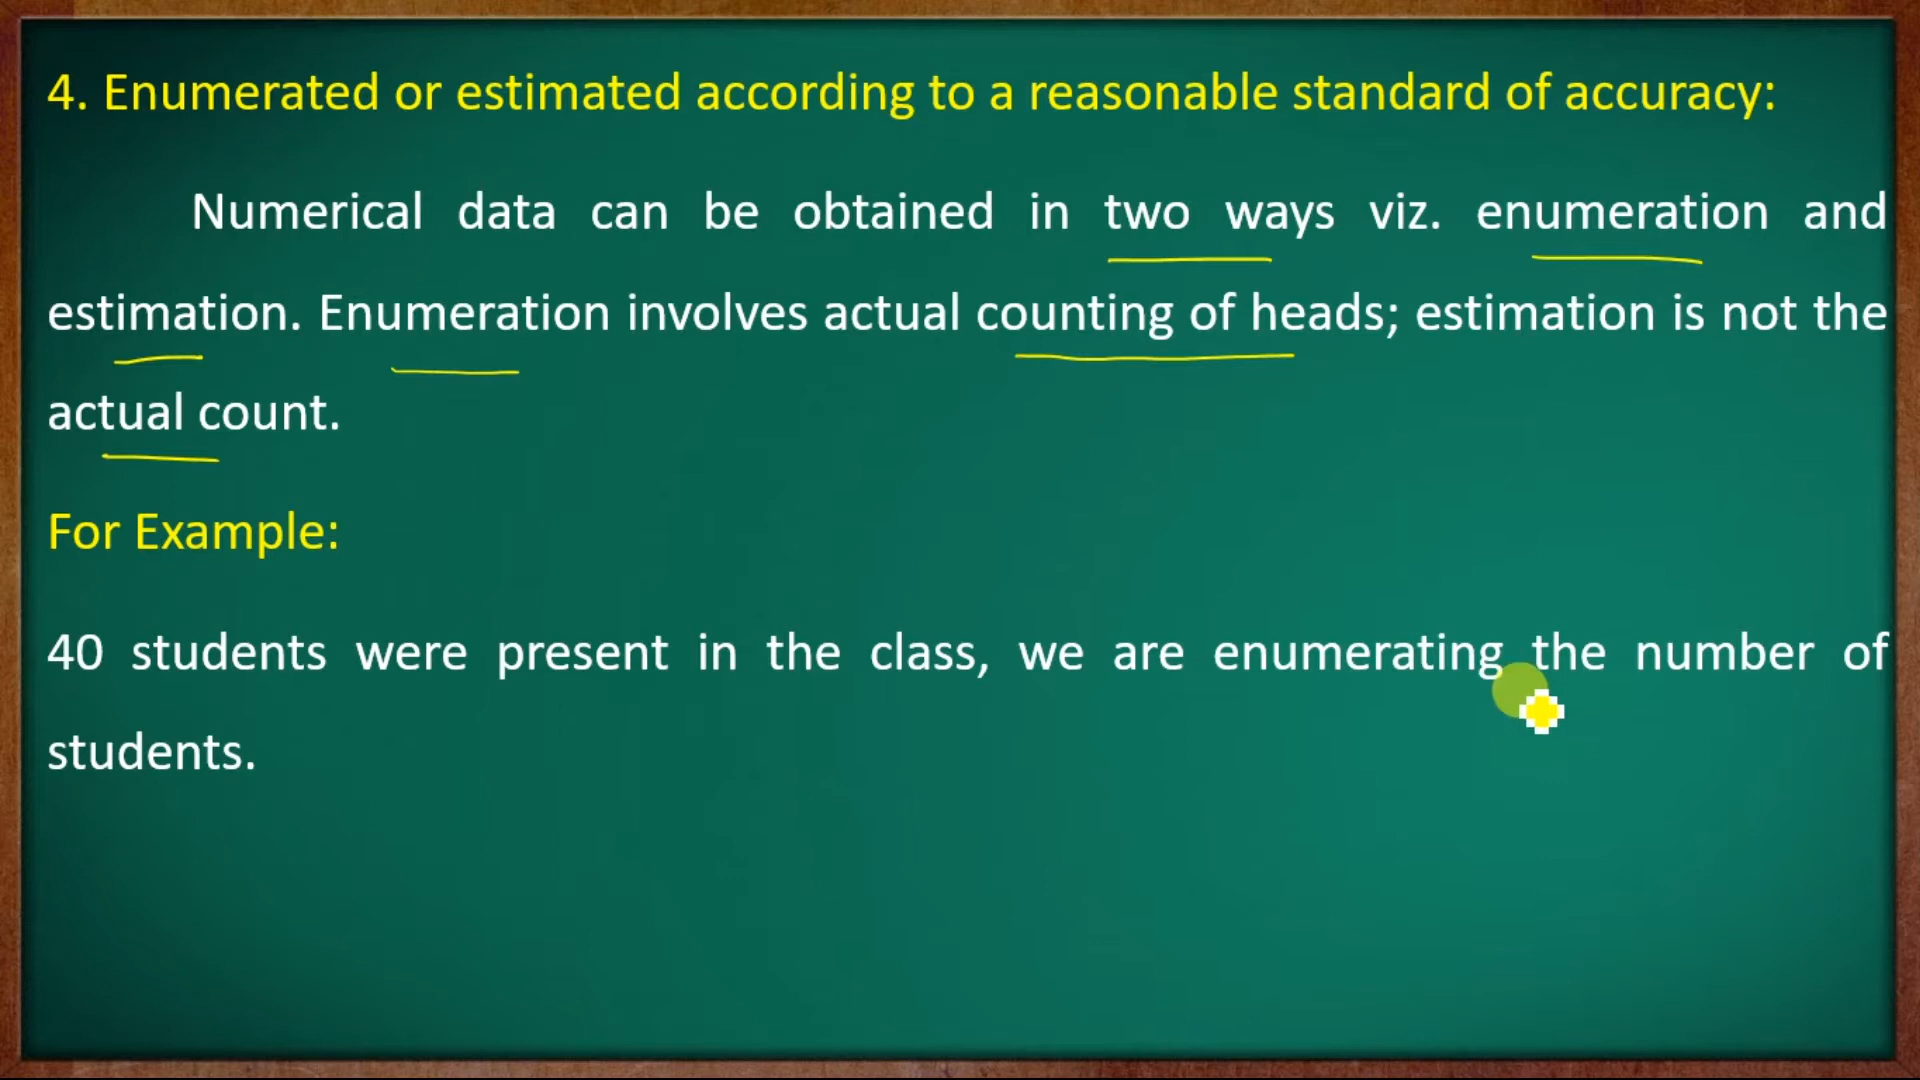 4. Enumerated or estimated according to a reasonable standard of accuracy:
Numerical data can be obtained in two ways viz. enumeration and
estimation. Enumeration involves actual counting of heads; estimation is not the
actual count.
For Example:
40 students were present in the class, we are enumerating the number of
students.